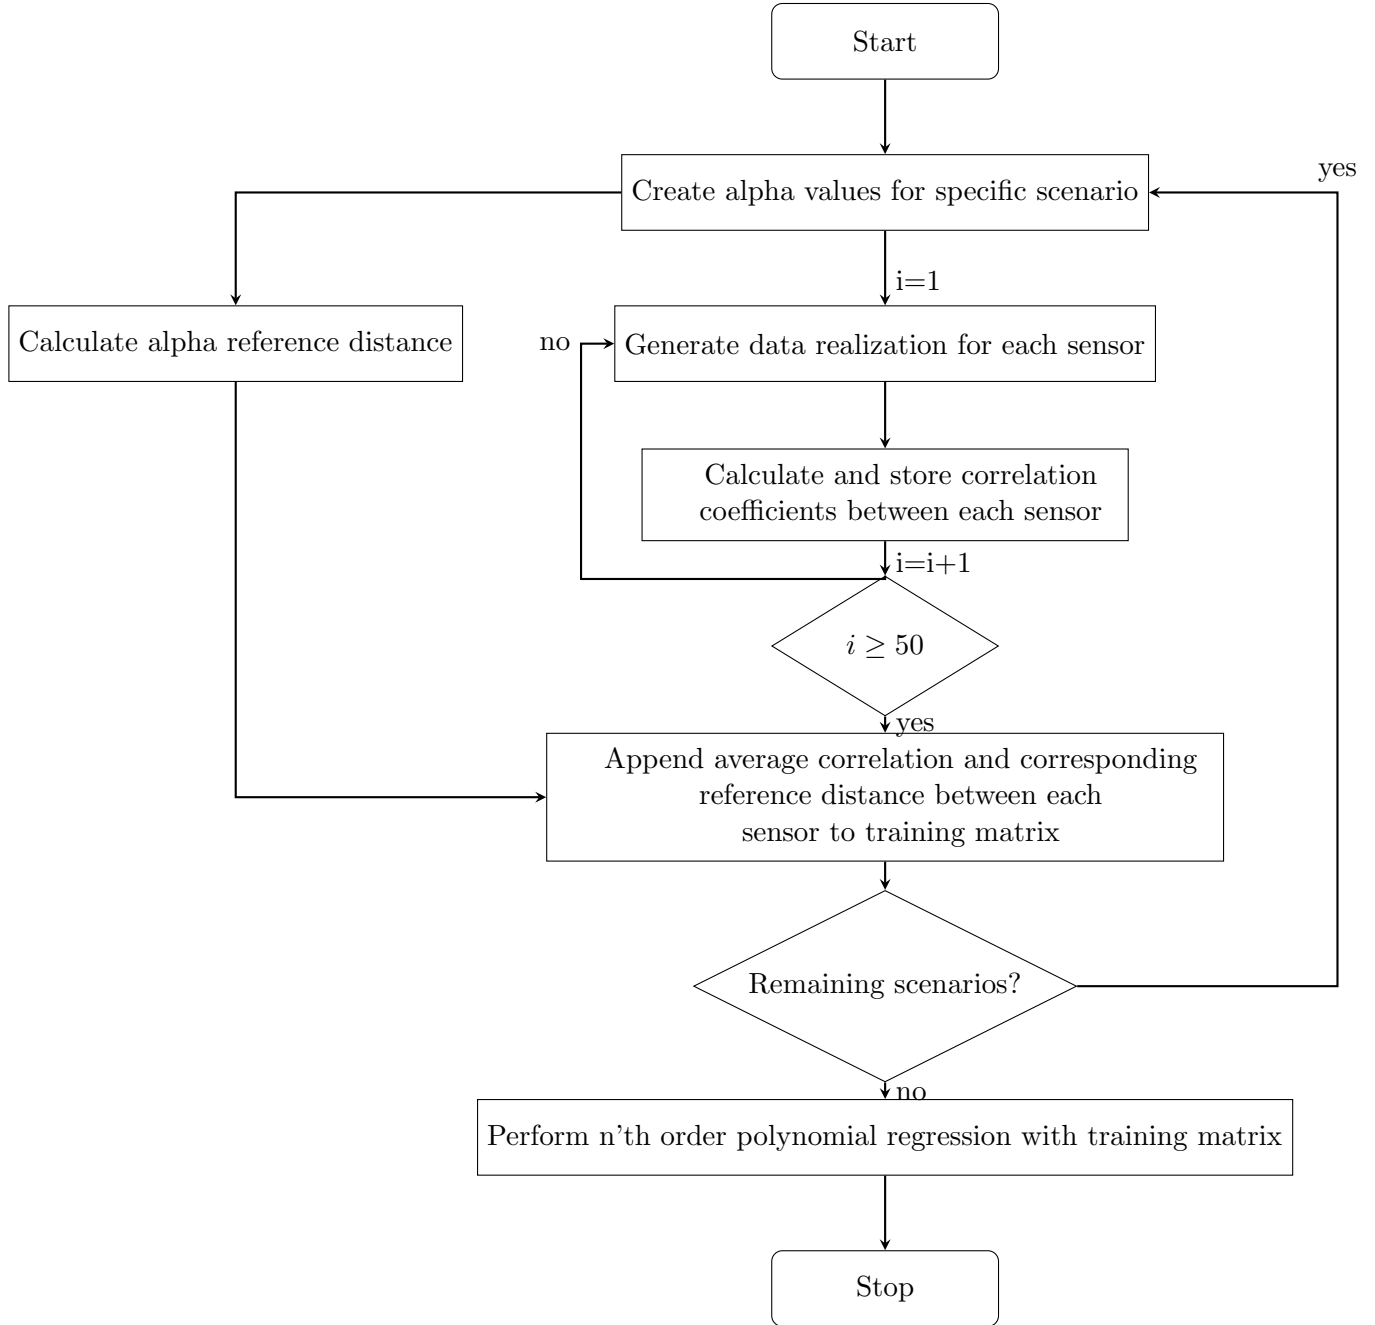 Start
yes
Create alpha values for specific scenario
i=1
Calculate alpha reference distance
no
Generate data realization for each sensor
Calculate and store correlation
coefficients between each sensor
i=i+1
i ≥ 50
yes
Append average correlation and corresponding
reference distance between each
sensor to training matrix
Remaining scenarios?
no
Perform n'th order polynomial regression with training matrix
Stop